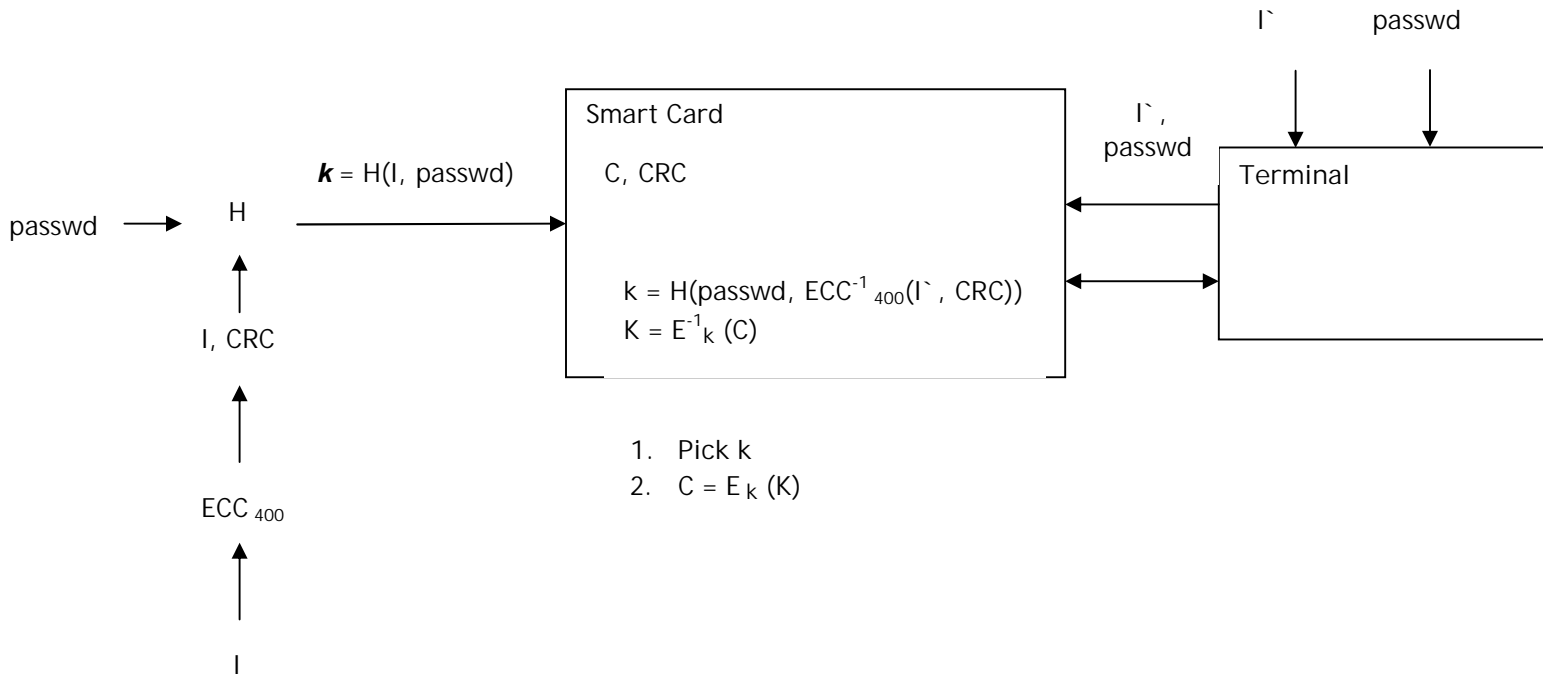 I` passwd
Smart Card
I`,
passwd
k = H(I, passwd)
C, CRC
Terminal
passwd
H
k = H(passwd, ECC⁻¹₄₀₀(I`, CRC))
K = E⁻¹ₖ (C)
I, CRC
1. Pick k
2. C = Eₖ (K)
ECC ₄₀₀
I